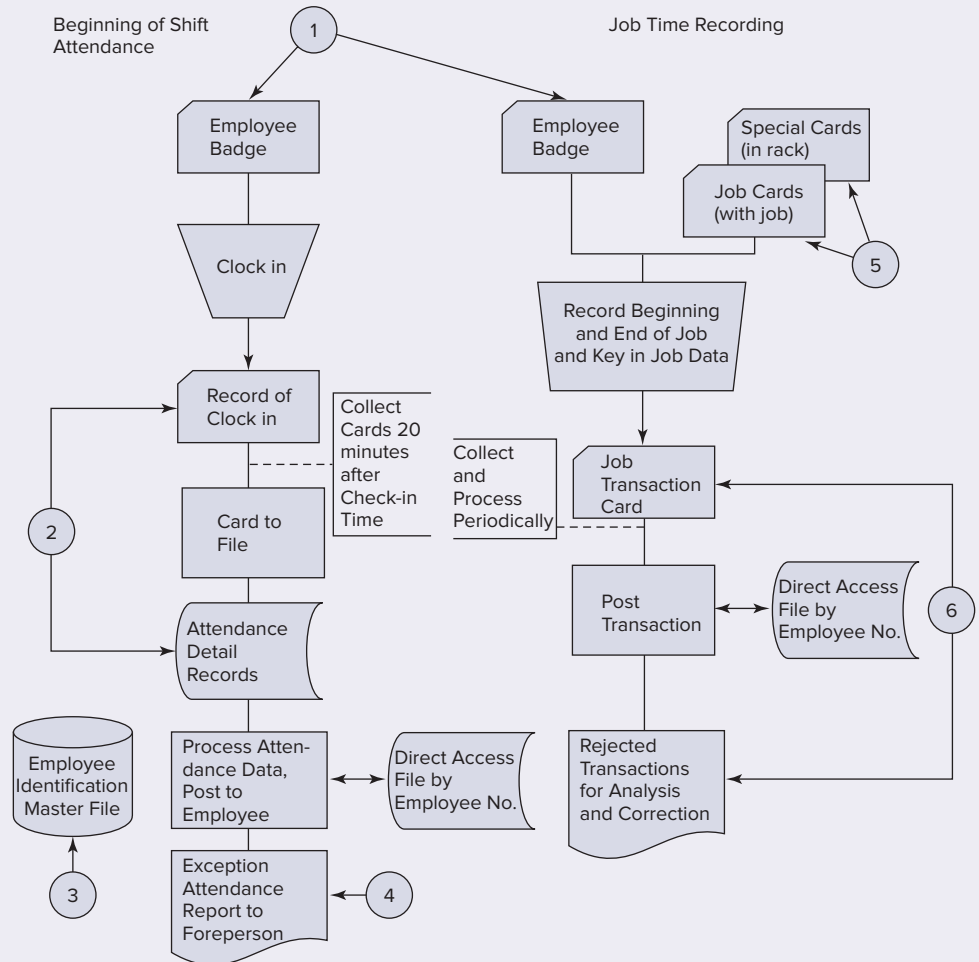 Beginning of Shift
Attendance
1
Job Time Recording
Employee
Badge
Employee
Badge
Special Cards
(in rack)
Job Cards
(with job)
5
Clock in
Record Beginning
and End of Job
and Key in Job Data
Record of
Clock in
Collect
Cards 20
minutes
after
Check-in
Time
Collect
and
Process
Periodically
Job
Transaction
Card
2
Card to
File
Post
Transaction
Direct Access
File by
Employee No.
6
Attendance
Detail
Records
Employee
Identification
Master File
3
Process Atten-
dance Data,
Post to
Employee
Direct Access
File by
Employee No.
Rejected
Transactions
for Analysis
and Correction
Exception
Attendance
Report to
Foreperson
4